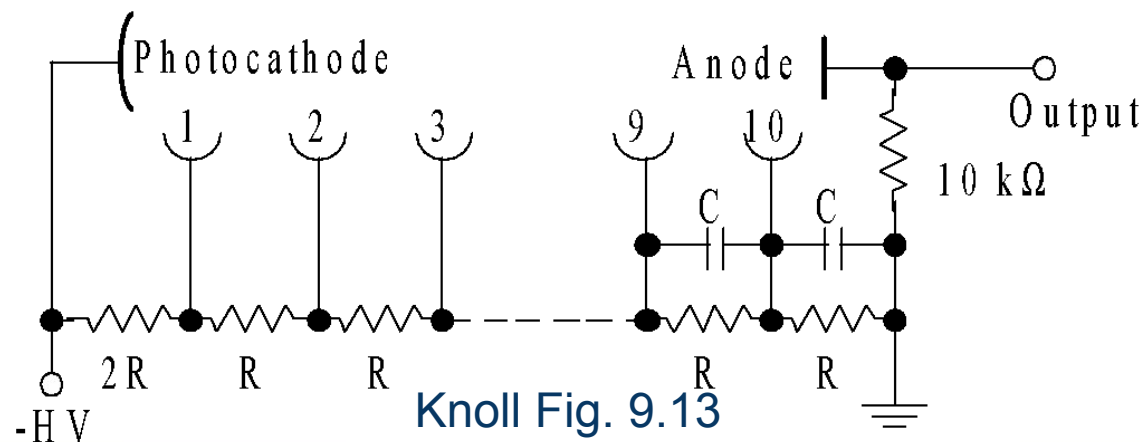 Photocathode
Anode
Output
1
2
3
9
10
10 kΩ
C
C
2R
R
R
R
R
-HV
Knoll Fig. 9.13